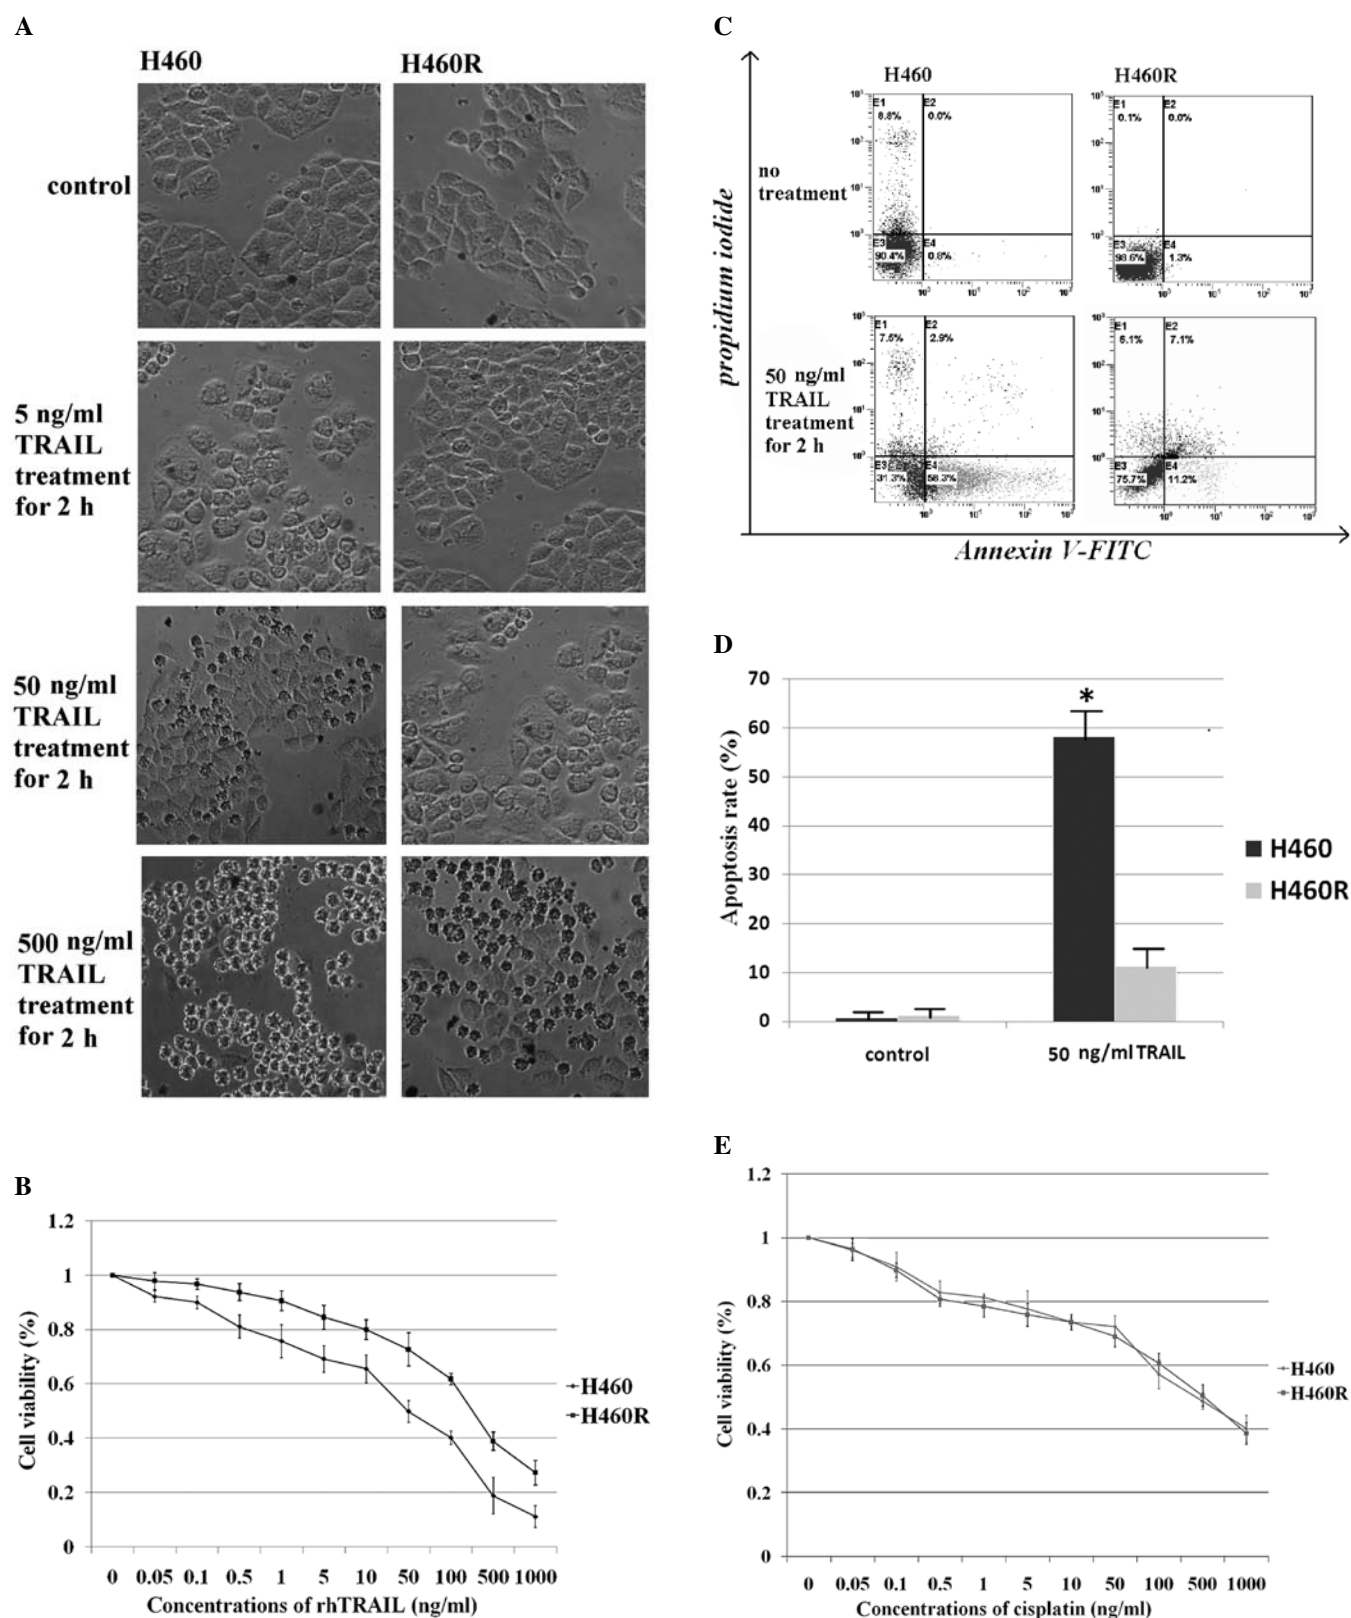 A
H460
H460R
control
5 ng/ml
TRAIL
treatment
for 2 h
50 ng/ml
TRAIL
treatment
for 2 h
500 ng/ml
TRAIL
treatment
for 2 h
B
1.2
1
0.8
0.6
0.4
0.2
0
0 0.05 0.1 0.5 1 5 10 50 100 500 1000
Cell viability (%)
Concentrations of rhTRAIL (ng/ml)
H460
H460R
C
H460
H460R
propidium iodide
no
treatment
E1
8.8%
E2
0.0%
E3
90.4%
E4
0.8%
E1
0.1%
E2
0.0%
E3
98.6%
E4
1.3%
50 ng/ml
TRAIL
treatment
for 2 h
E1
7.5%
E2
2.9%
E3
31.3%
E4
58.3%
E1
6.1%
E2
7.1%
E3
75.7%
E4
11.2%
Annexin V-FITC
D
70
60
50
40
30
20
10
0
Apoptosis rate (%)
*
control
50 ng/ml TRAIL
H460
H460R
E
1.2
1
0.8
0.6
0.4
0.2
0
0 0.05 0.1 0.5 1 5 10 50 100 500 1000
Cell viability (%)
Concentrations of cisplatin (ng/ml)
H460
H460R